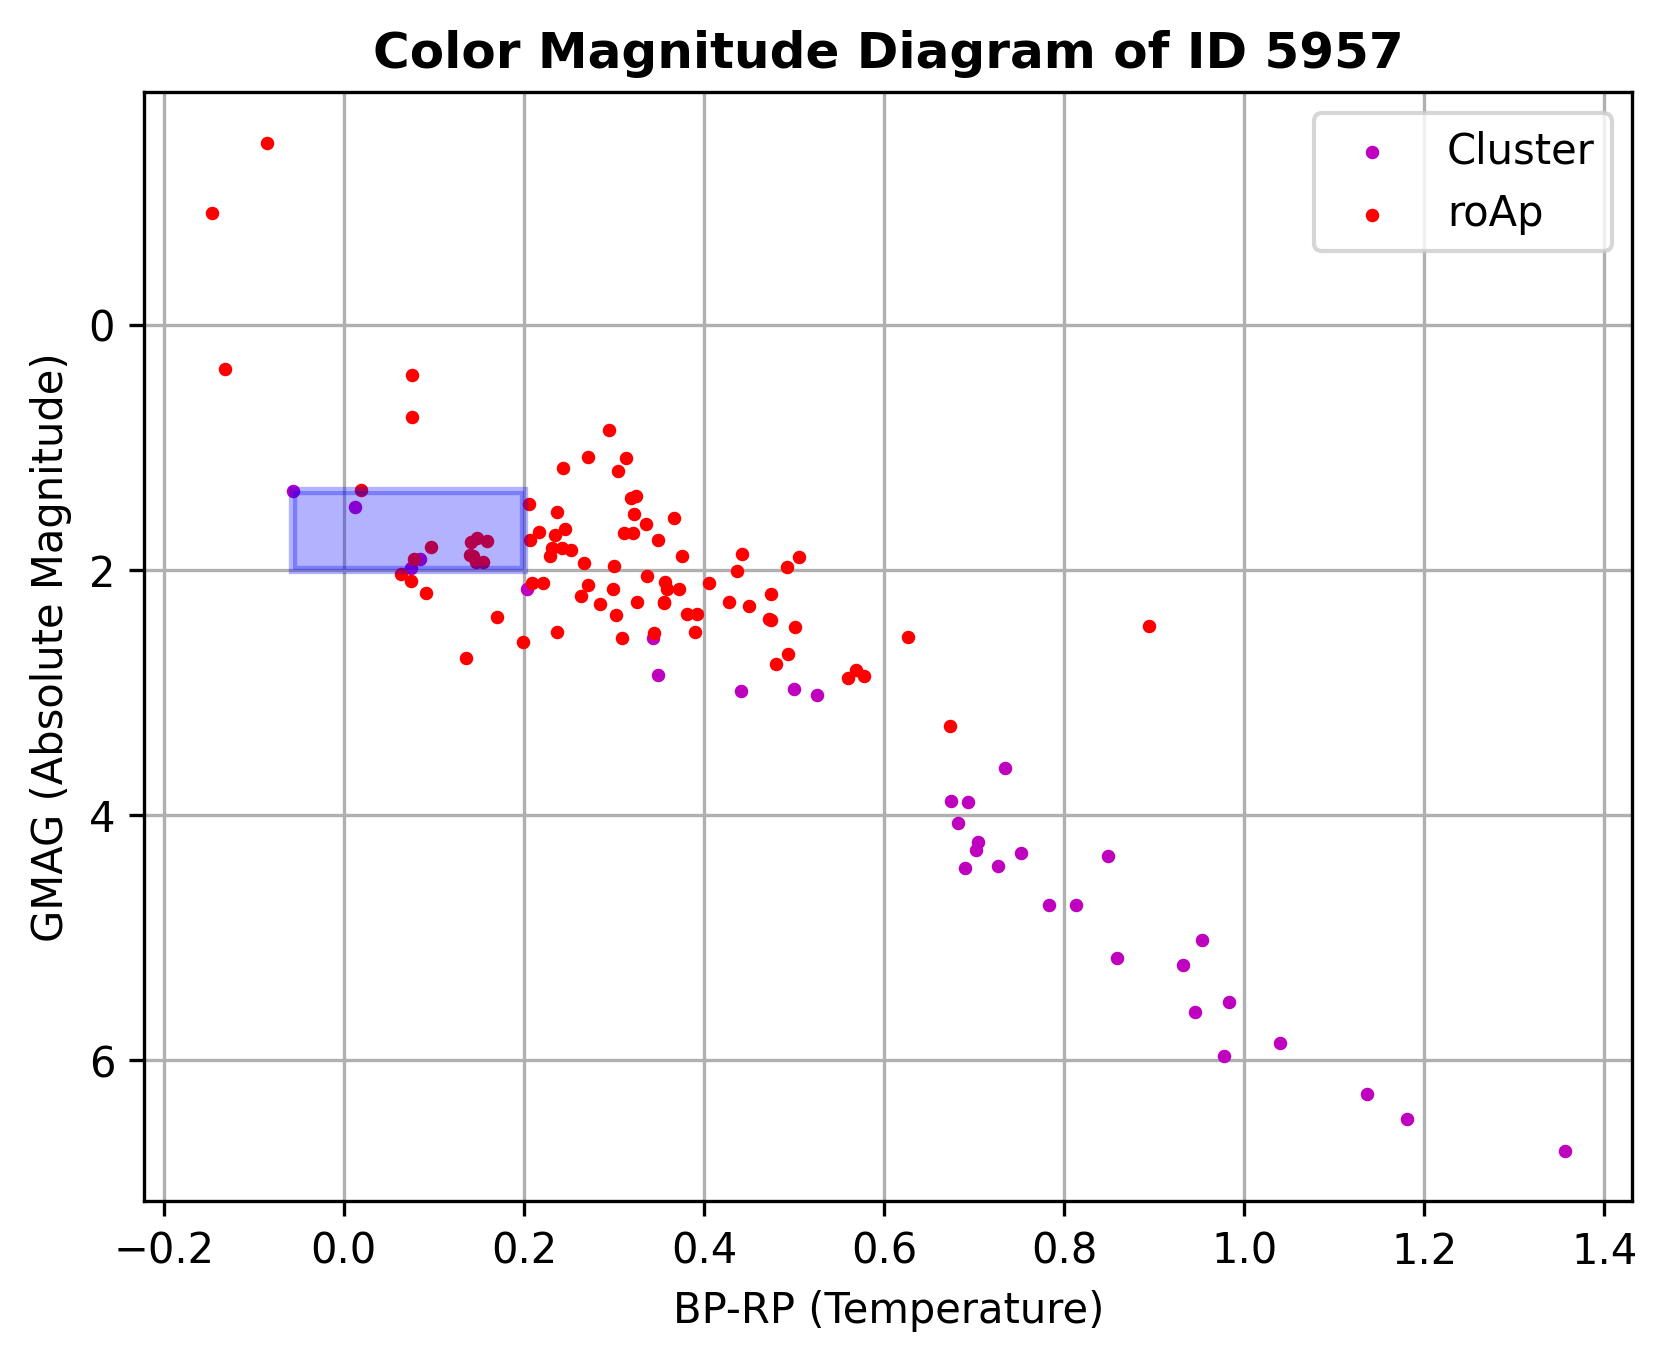 Color Magnitude Diagram of ID 5957
Cluster
roAp
GMAG (Absolute Magnitude)
0
2
4
6
−0.2 0.0 0.2 0.4 0.6 0.8 1.0 1.2 1.4
BP-RP (Temperature)